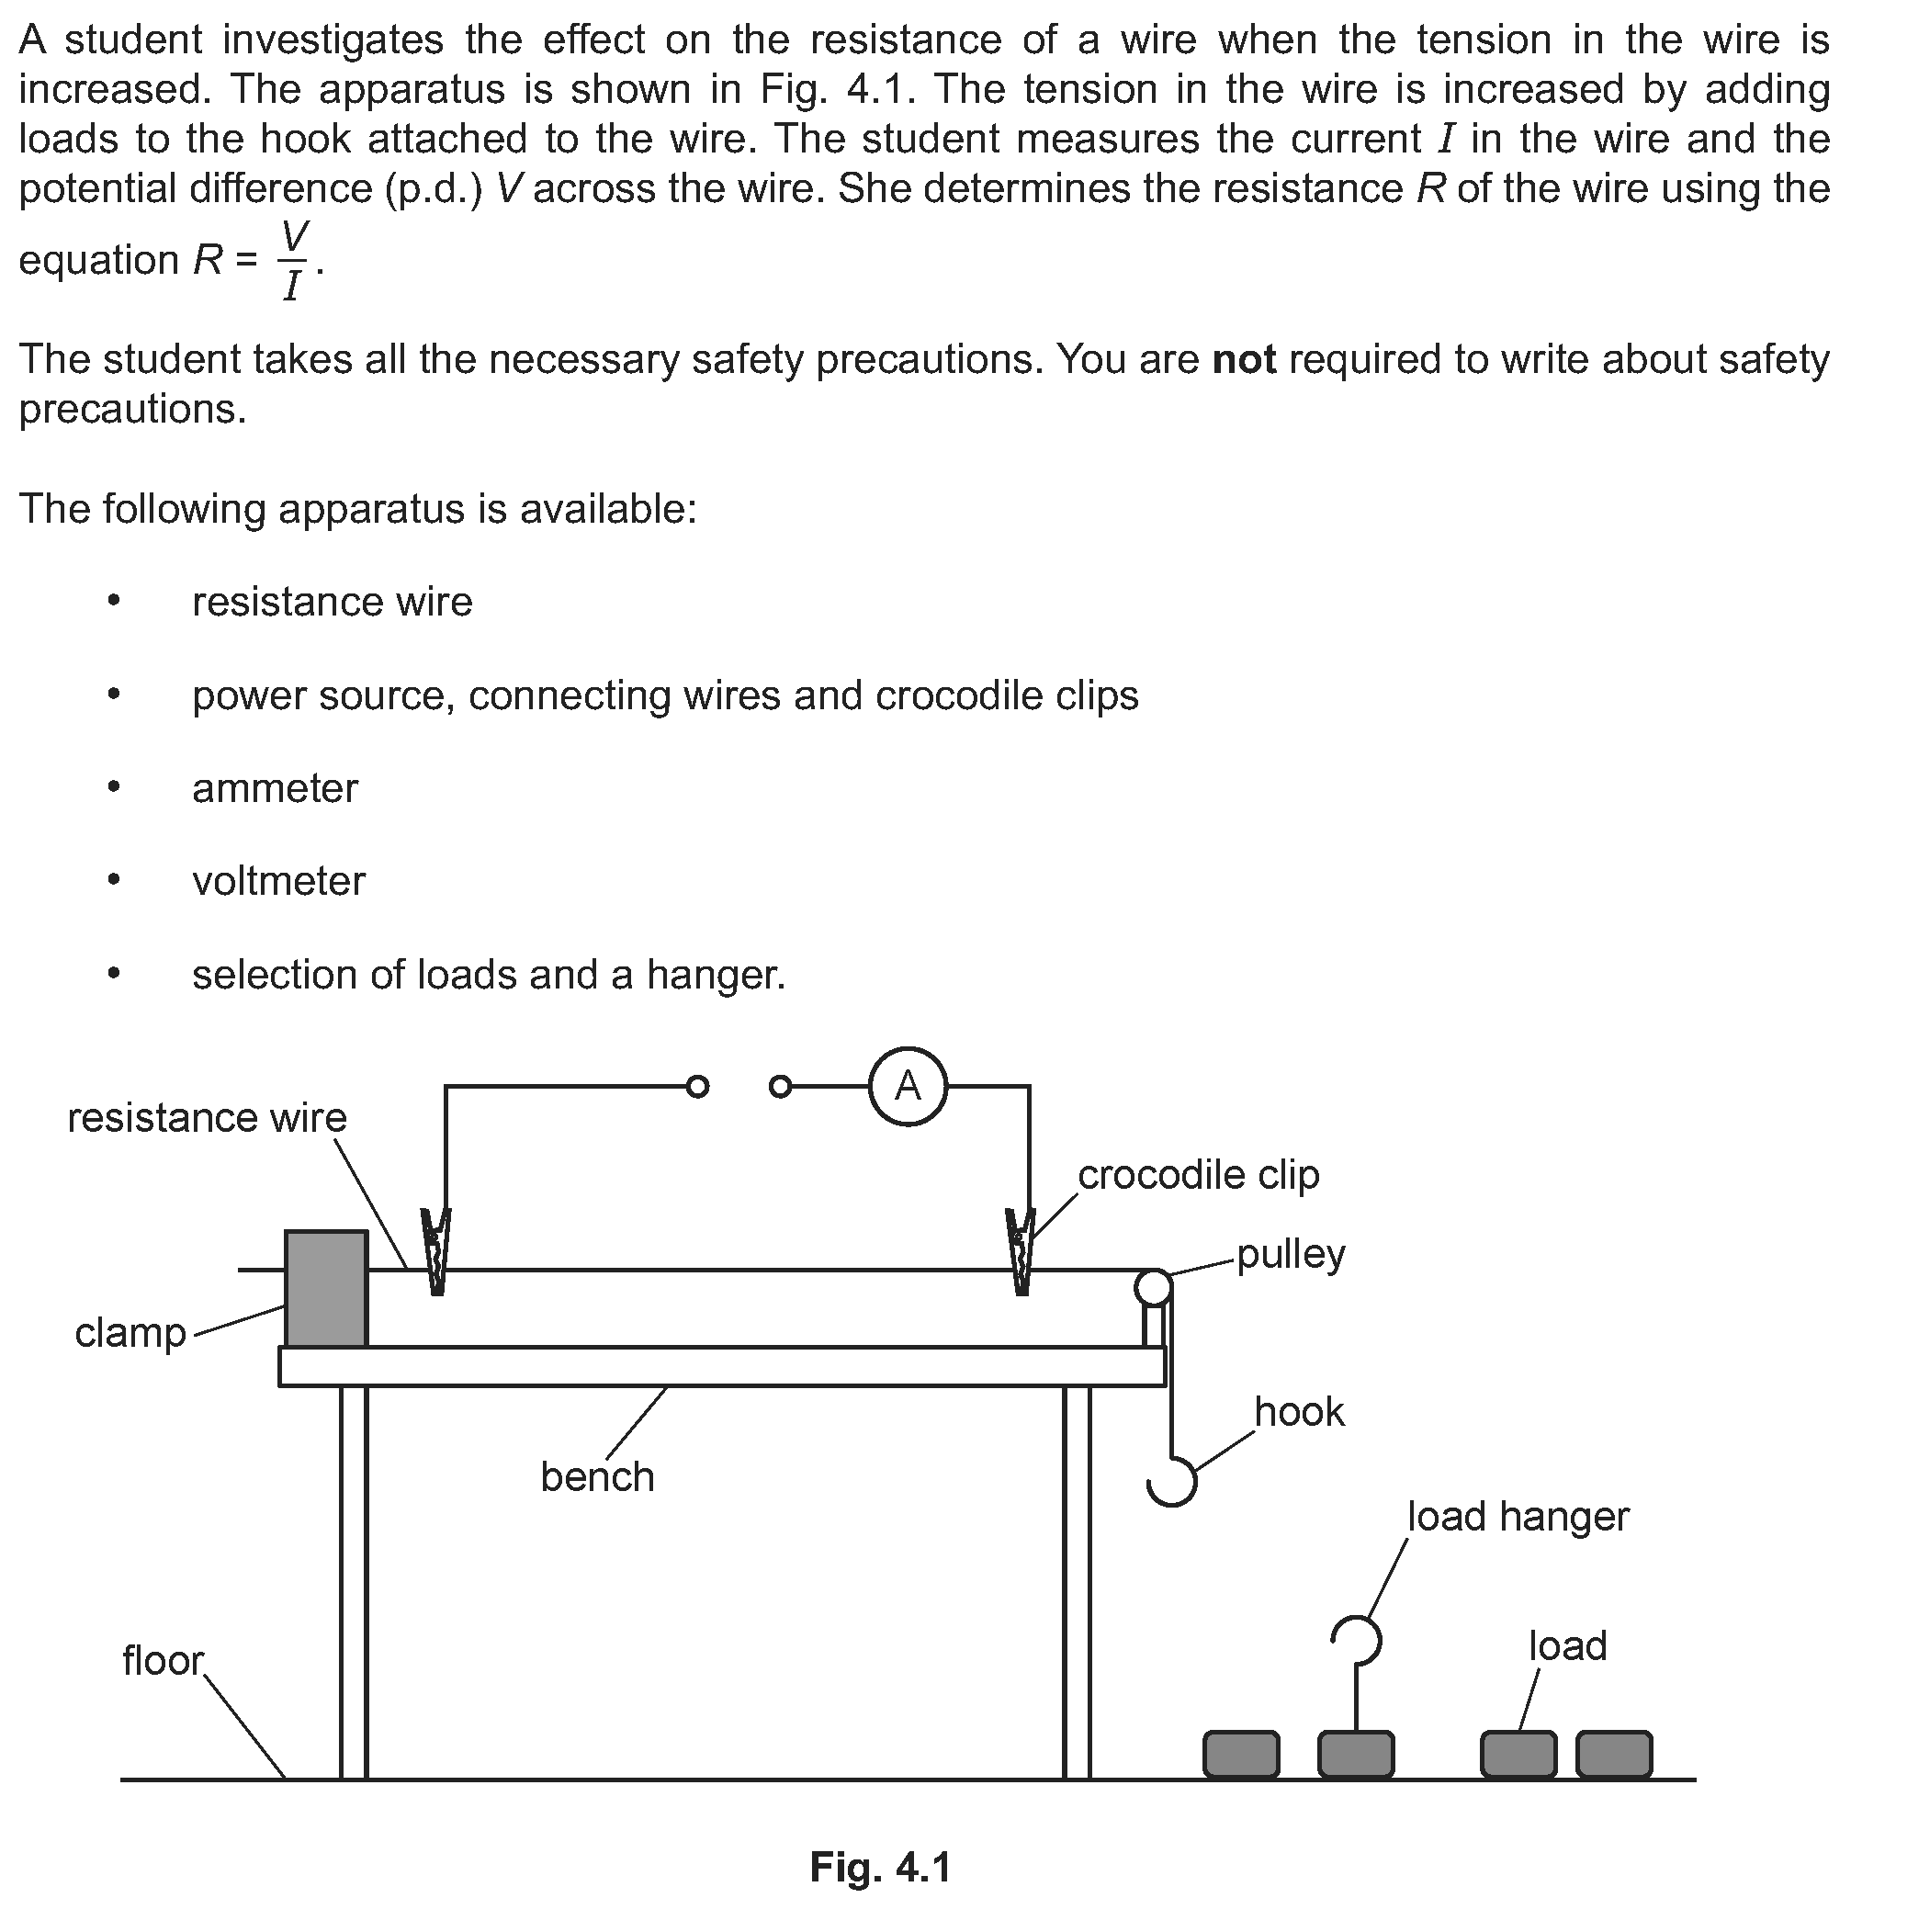 A student investigates the effect on the resistance of a wire when the tension in the wire is
increased. The apparatus is shown in Fig. 4.1. The tension in the wire is increased by adding
loads to the hook attached to the wire. The student measures the current I in the wire and the
potential difference (p.d.) V across the wire. She determines the resistance R of the wire using the
equation R = V/I.
The student takes all the necessary safety precautions. You are not required to write about safety
precautions.
The following apparatus is available:
• resistance wire
• power source, connecting wires and crocodile clips
• ammeter
• voltmeter
• selection of loads and a hanger.
A
resistance wire
crocodile clip
pulley
clamp
hook
bench
load hanger
load
floor
Fig. 4.1